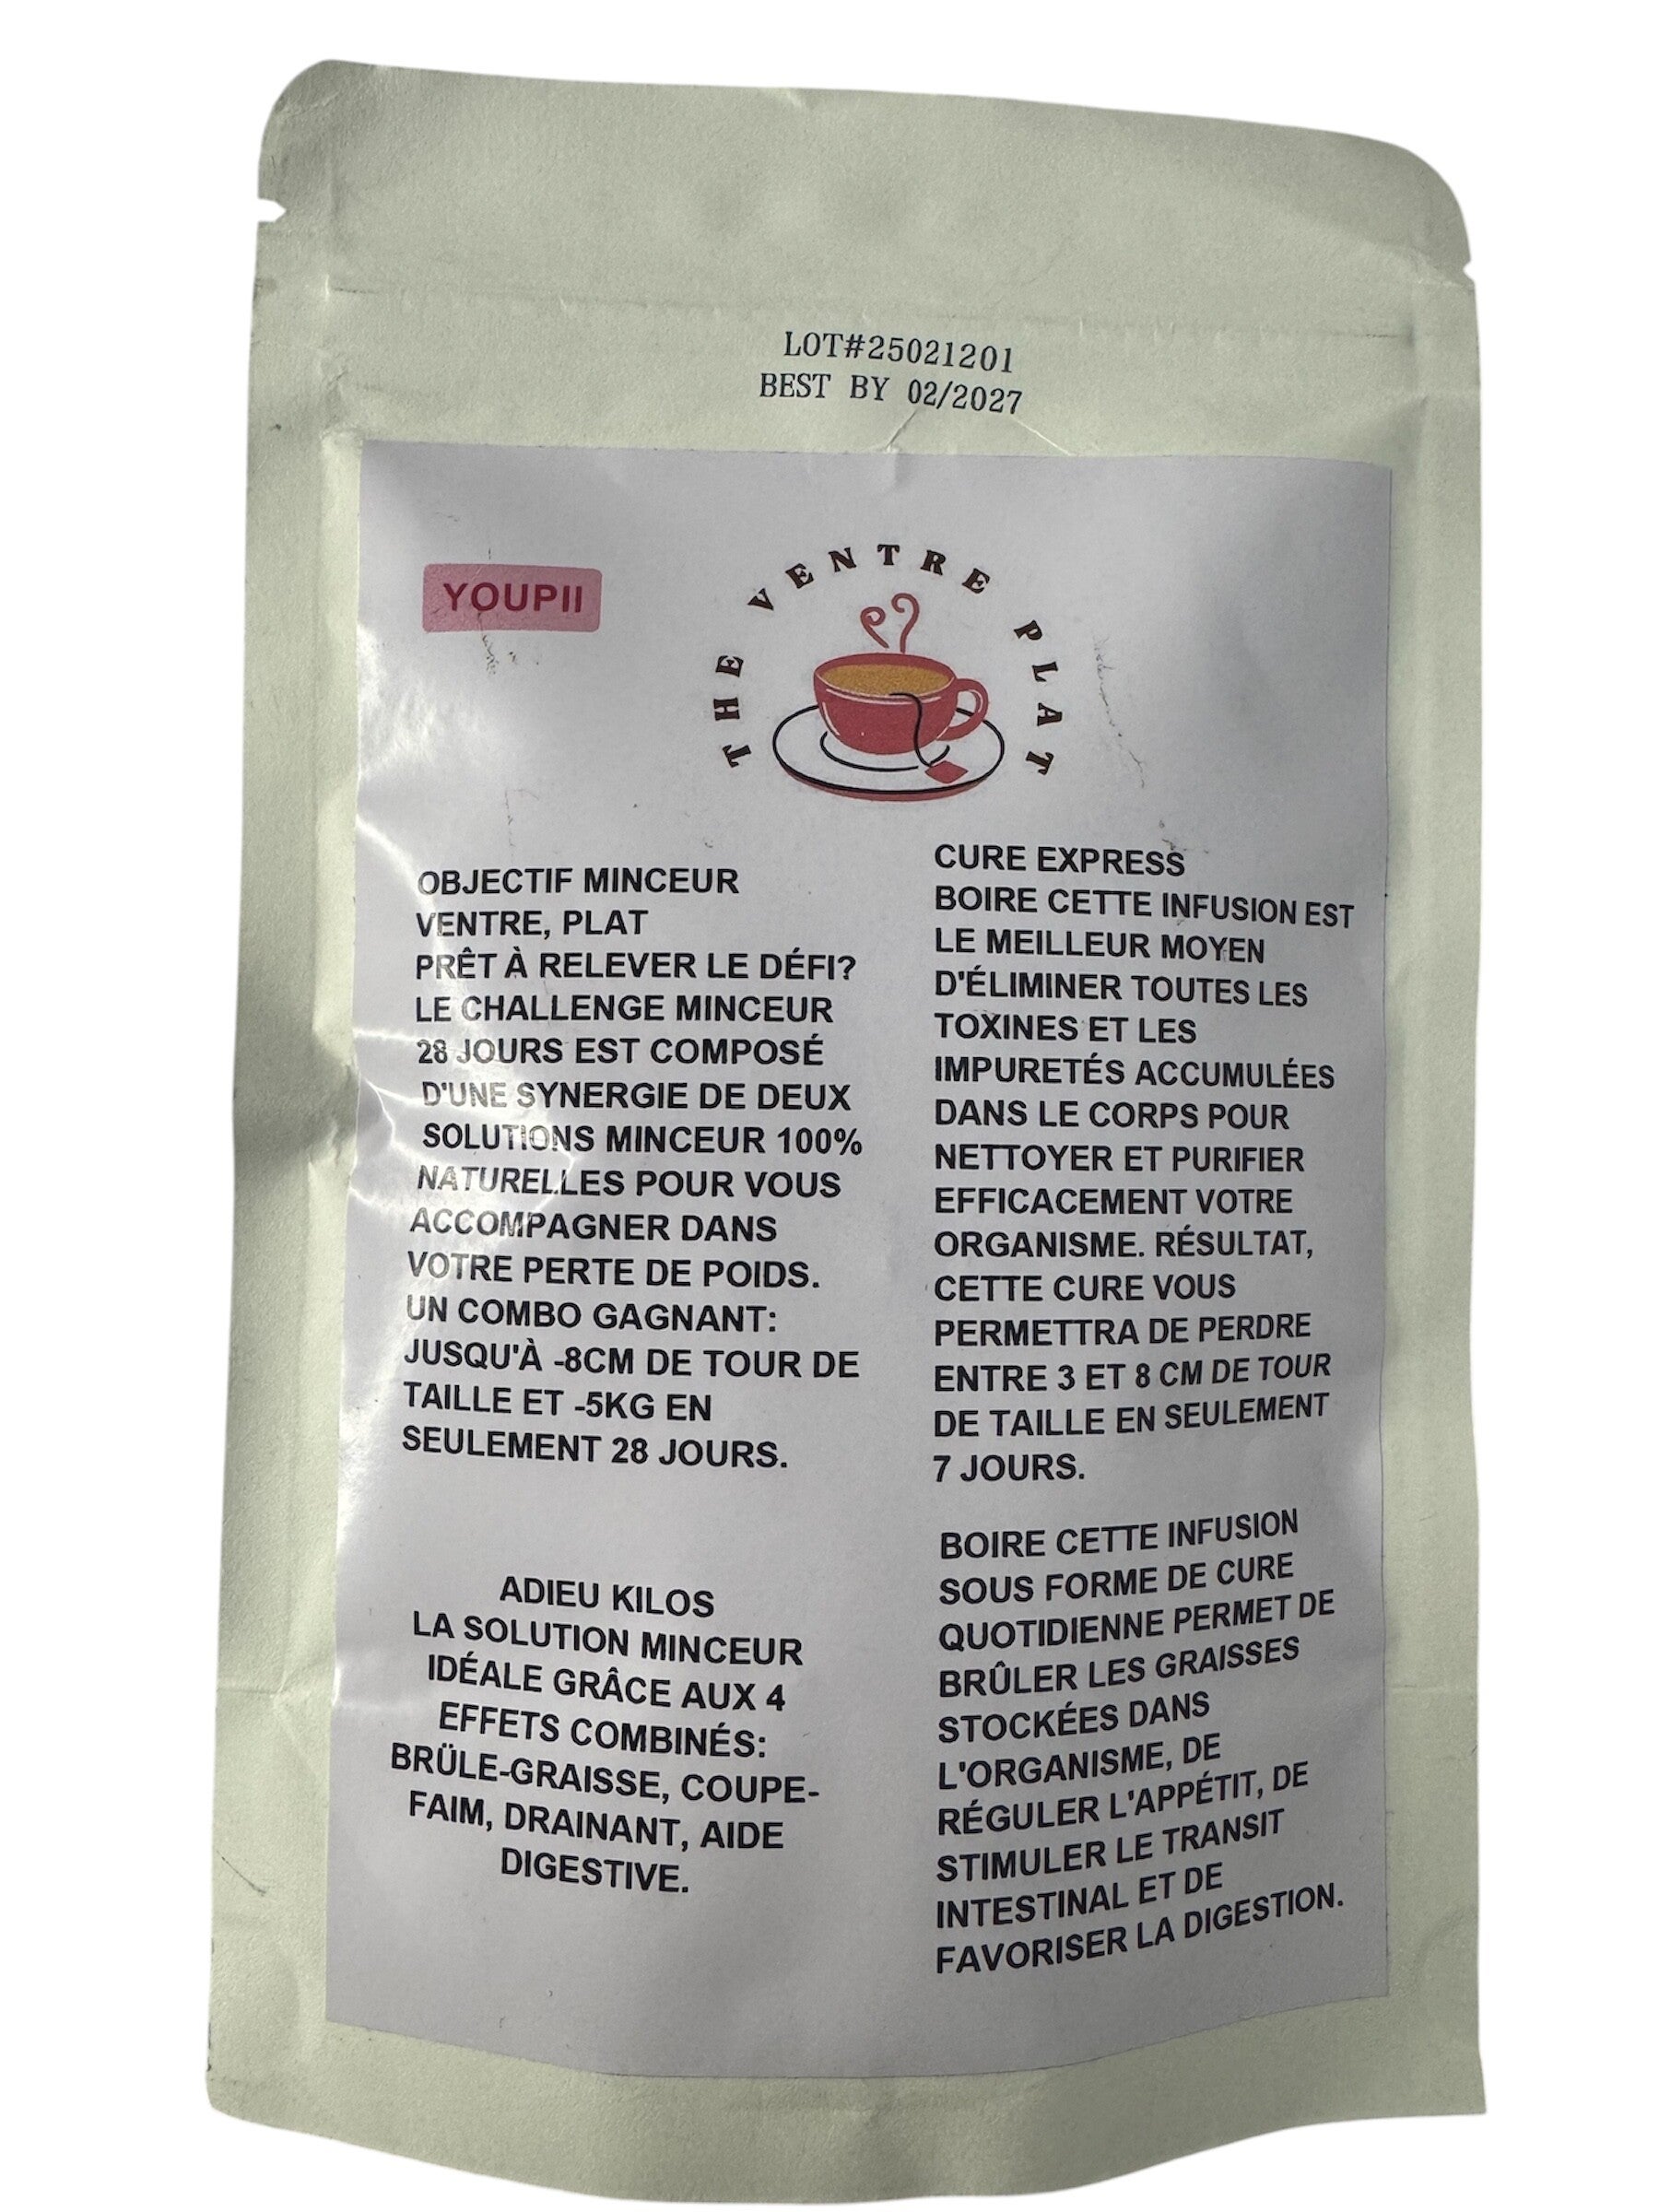 LOT#25021201
BEST BY 02/2027
YOUPII
THE VENTRE PLAT
OBJECTIF MINCEUR
VENTRE, PLAT
PRÊT À RELEVER LE DÉFI?
LE CHALLENGE MINCEUR
28 JOURS EST COMPOSÉ
D'UNE SYNERGIE DE DEUX
SOLUTIONS MINCEUR 100%
NATURELLES POUR VOUS
ACCOMPAGNER DANS
VOTRE PERTE DE POIDS.
UN COMBO GAGNANT:
JUSQU'À -8CM DE TOUR DE
TAILLE ET -5KG EN
SEULEMENT 28 JOURS.
ADIEU KILOS
LA SOLUTION MINCEUR
IDÉALE GRÂCE AUX 4
EFFETS COMBINÉS:
BRÜLE-GRAISSE, COUPE-
FAIM, DRAINANT, AIDE
DIGESTIVE.
CURE EXPRESS
BOIRE CETTE INFUSION EST
LE MEILLEUR MOYEN
D'ÉLIMINER TOUTES LES
TOXINES ET LES
IMPURETÉS ACCUMULÉES
DANS LE CORPS POUR
NETTOYER ET PURIFIER
EFFICACEMENT VOTRE
ORGANISME. RÉSULTAT,
CETTE CURE VOUS
PERMETTRA DE PERDRE
ENTRE 3 ET 8 CM DE TOUR
DE TAILLE EN SEULEMENT
7 JOURS.
BOIRE CETTE INFUSION
SOUS FORME DE CURE
QUOTIDIENNE PERMET DE
BRÛLER LES GRAISSES
STOCKÉES DANS
L'ORGANISME, DE
RÉGULER L'APPÉTIT, DE
STIMULER LE TRANSIT
INTESTINAL ET DE
FAVORISER LA DIGESTION.